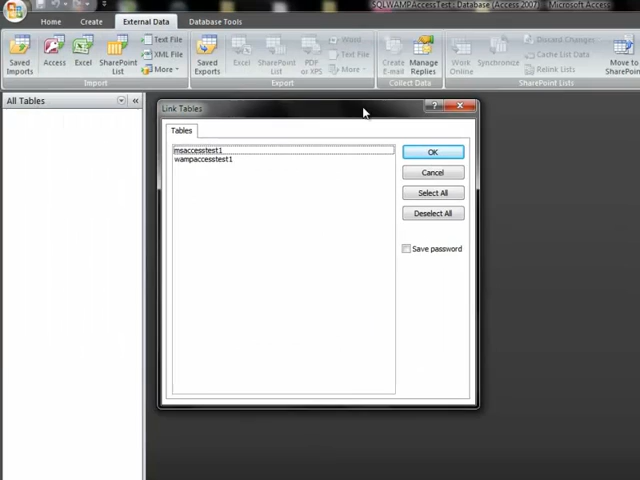 SQLWAMPAccessTest : Database (Access 2007) Microsoft Access
Home Create External Data Database Tools
Saved Imports
Access
Excel
SharePoint List
Text File
XML File
More
Import
Saved Exports
Excel
SharePoint List
PDF or XPS
Word
Text File
More
Export
Create E-mail
Manage Replies
Collect Data
Work Online
Synchronize
Discard Changes
Cache List Data
Relink Lists
Move to SharePoi
SharePoint Lists
All Tables
Link Tables
Tables
msaccesstest1
wampaccesstest1
OK
Cancel
Select All
Deselect All
Save password